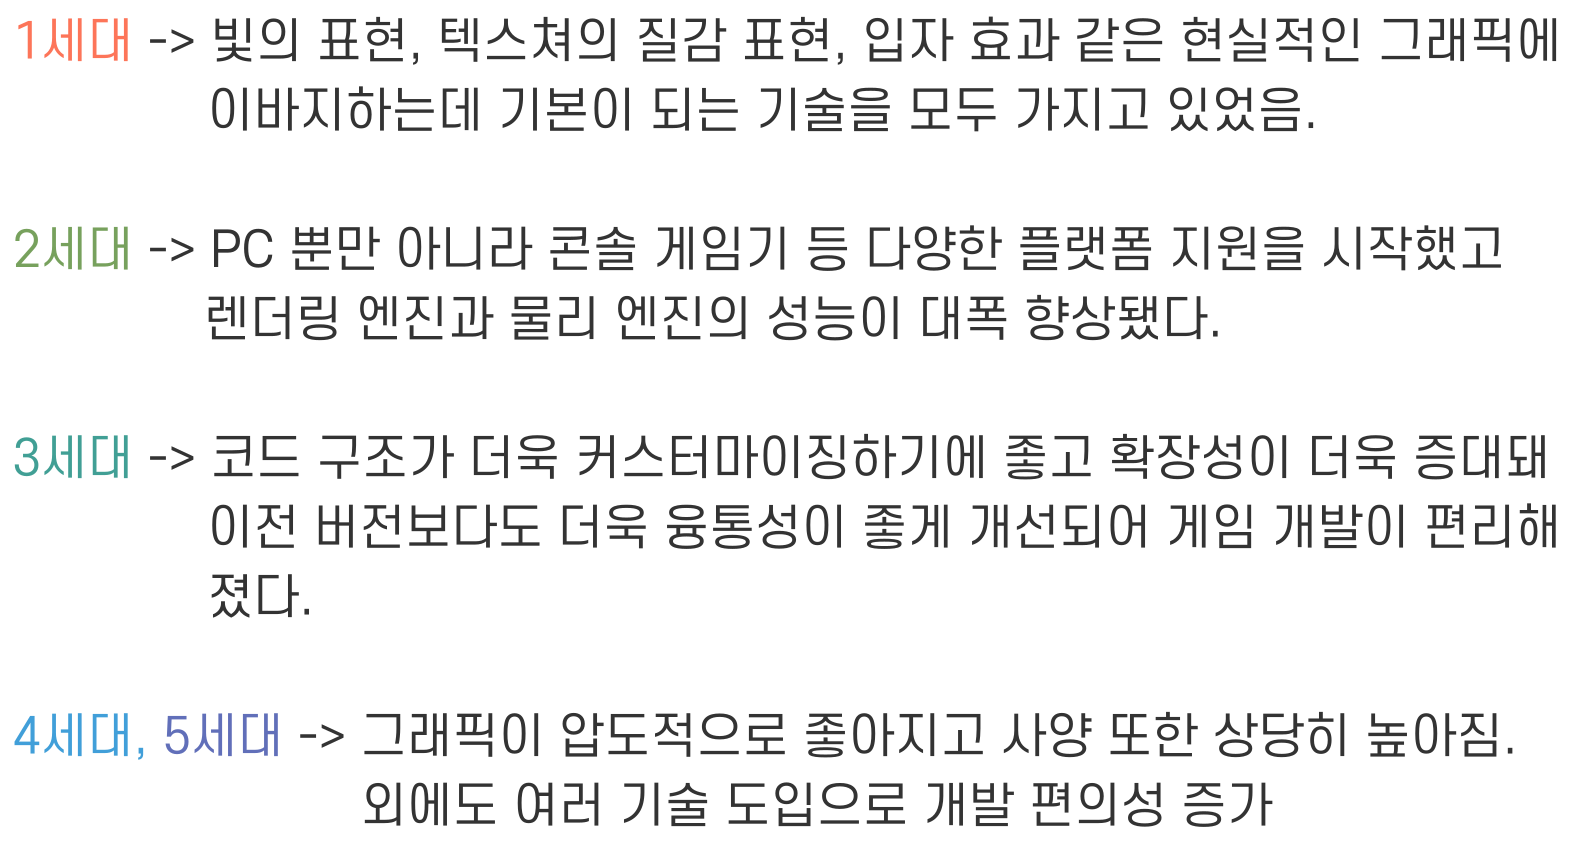 1세대 -> 빛의 표현, 텍스쳐의 질감 표현, 입자 효과 같은 현실적인 그래픽에
이바지하는데 기본이 되는 기술을 모두 가지고 있었음.
2세대 -> PC 뿐만 아니라 콘솔 게임기 등 다양한 플랫폼 지원을 시작했고
렌더링 엔진과 물리 엔진의 성능이 대폭 향상됐다.
3세대 -> 코드 구조가 더욱 커스터마이징하기에 좋고 확장성이 더욱 증대돼
이전 버전보다도 더욱 융통성이 좋게 개선되어 게임 개발이 편리해
졌다.
4세대, 5세대 -> 그래픽이 압도적으로 좋아지고 사양 또한 상당히 높아짐.
외에도 여러 기술 도입으로 개발 편의성 증가